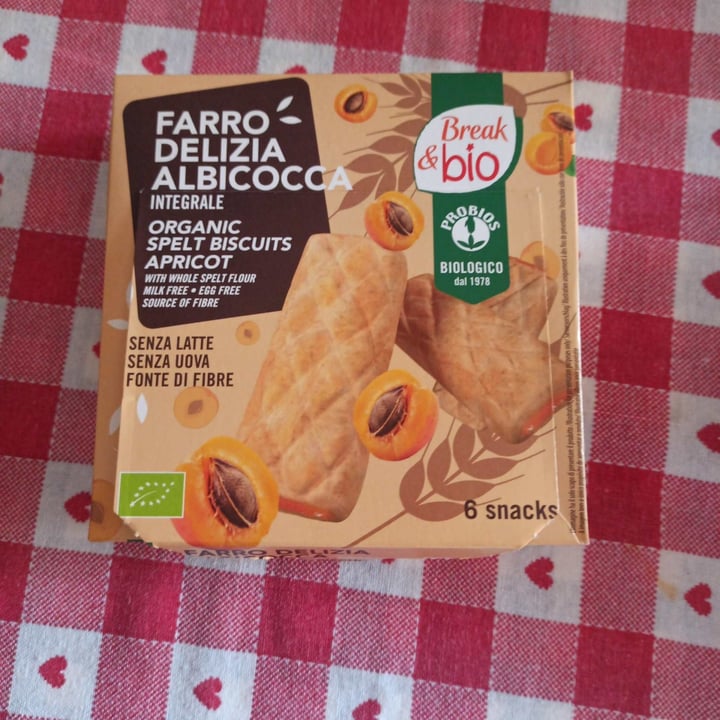 FARRO
DELIZIA
ALBICOCCA
INTEGRALE
ORGANIC
SPELT BISCUITS
APRICOT
WITH WHOLE SPELT FLOUR
MILK FREE • EGG FREE
SOURCE OF FIBRE
SENZA LATTE
SENZA UOVA
FONTE DI FIBRE
Break
& bio
PROBIOS
BIOLOGICO
dal 1978
6 snacks
FARRO DELIZIA